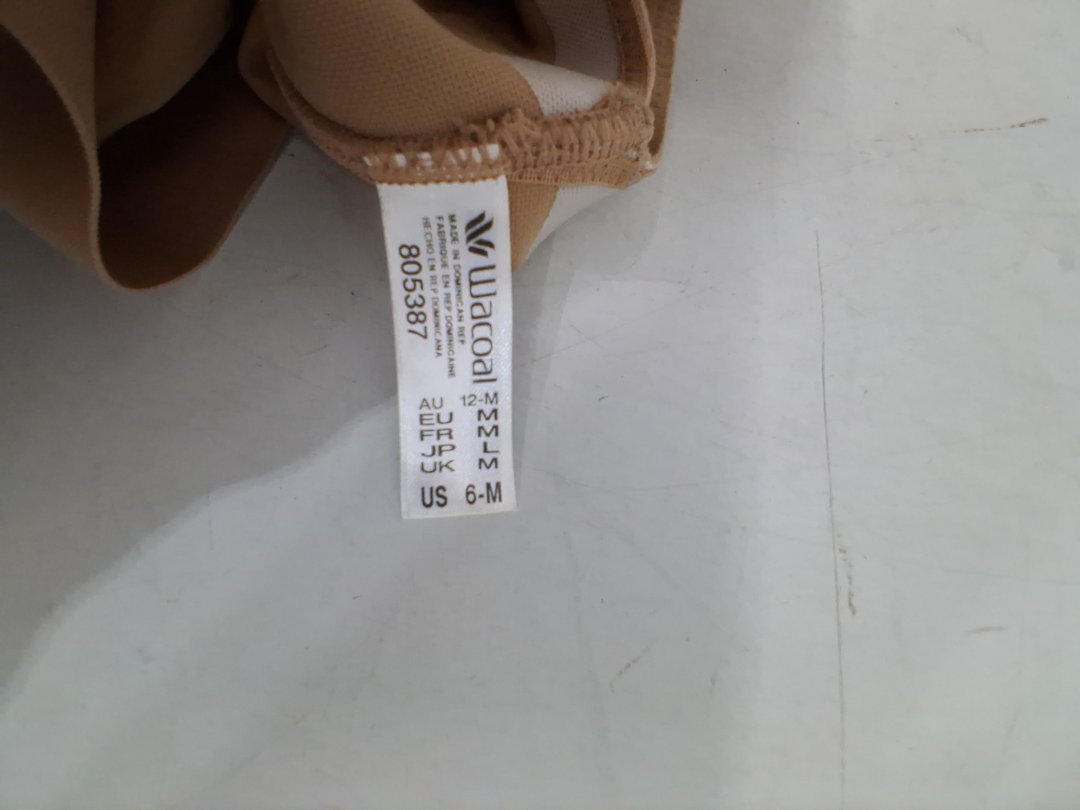 Wacoal
MADE IN DOMINICAN REP.
FABRIQUE EN REP DOMINICAINE
HECHO EN REP DOMINICANA
805387
AU 12-M
EU M
FR M
JP L
UK M
US 6-M